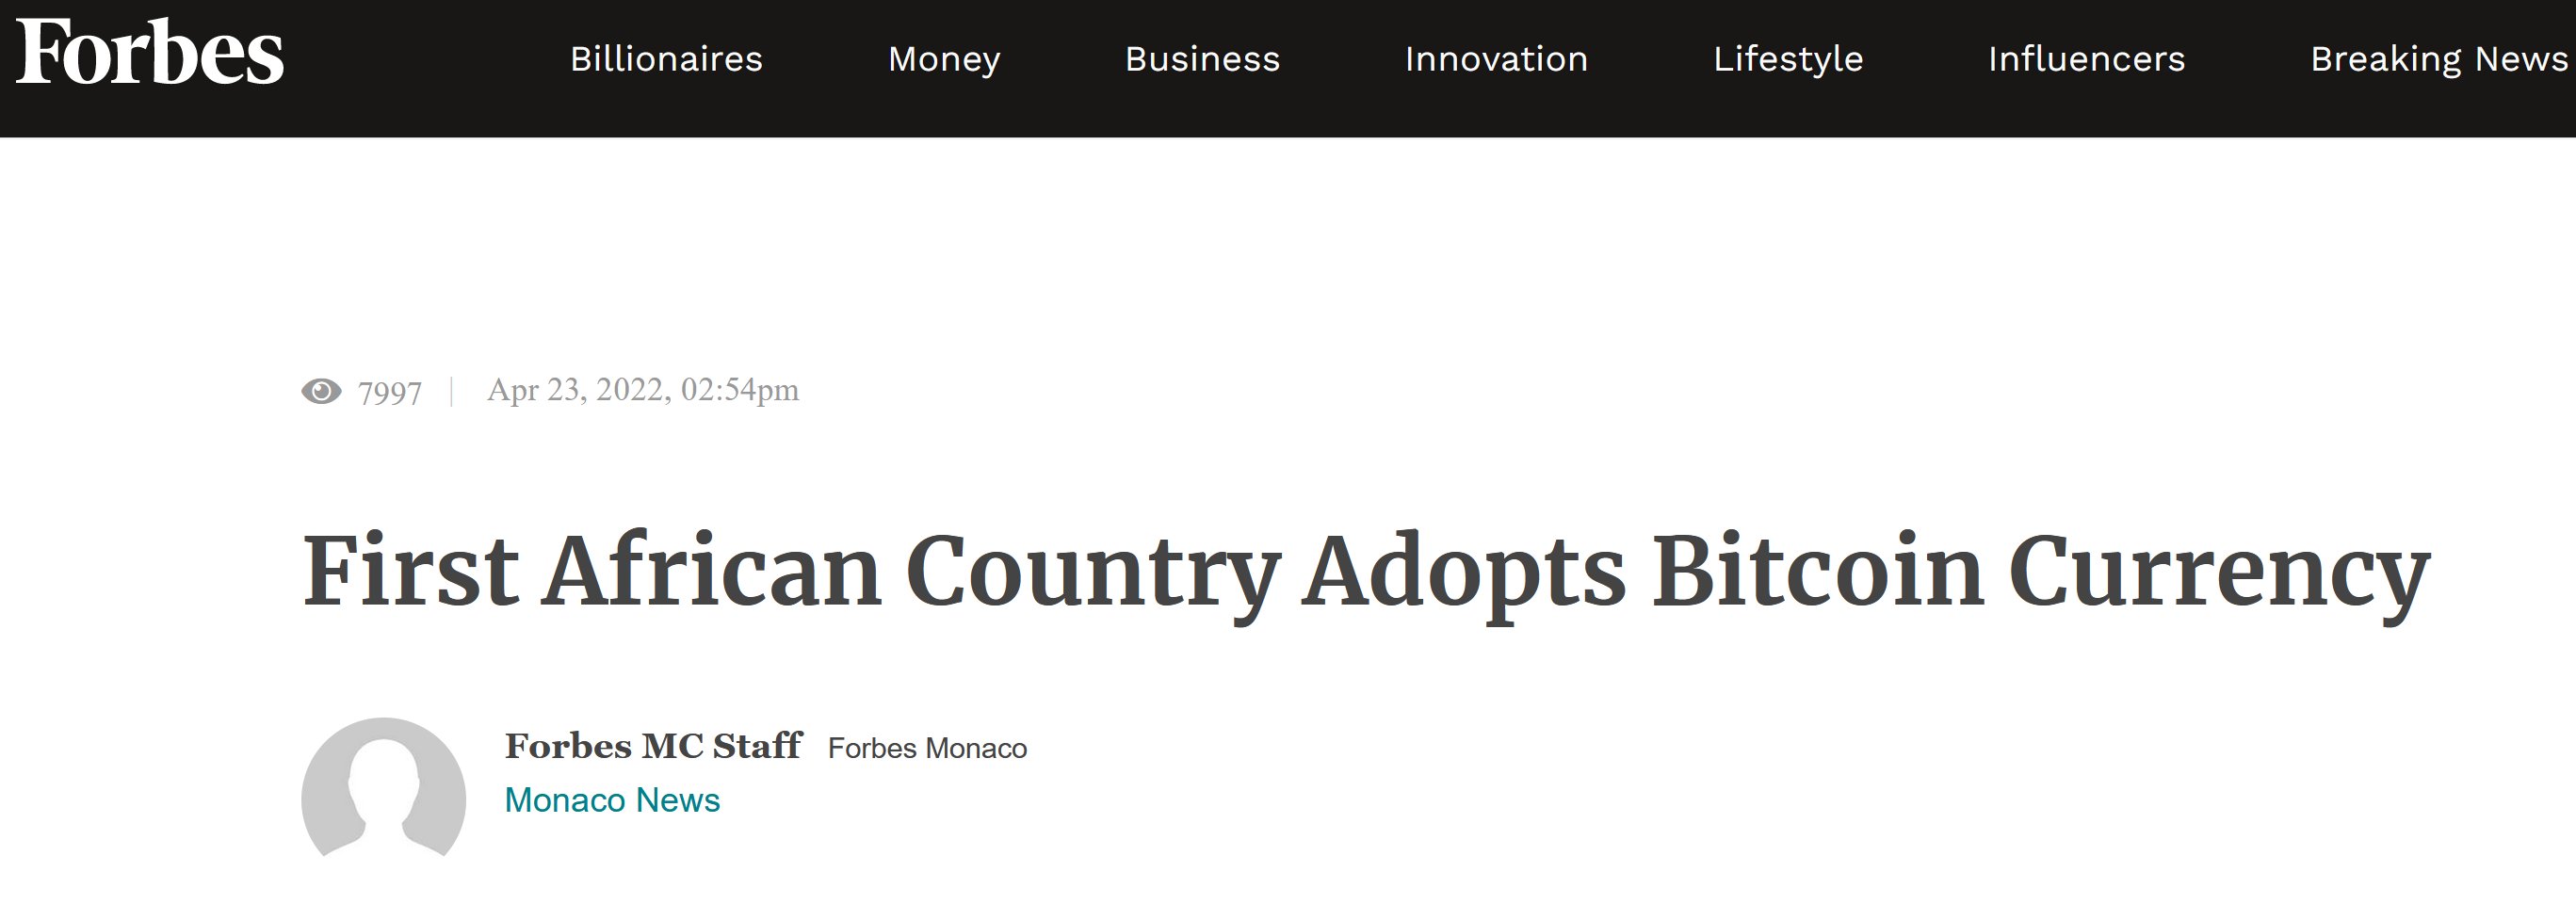 Forbes Billionaires Money Business Innovation Lifestyle Influencers Breaking News
7997 | Apr 23, 2022, 02:54pm
First African Country Adopts Bitcoin Currency
Forbes MC Staff Forbes Monaco
Monaco News